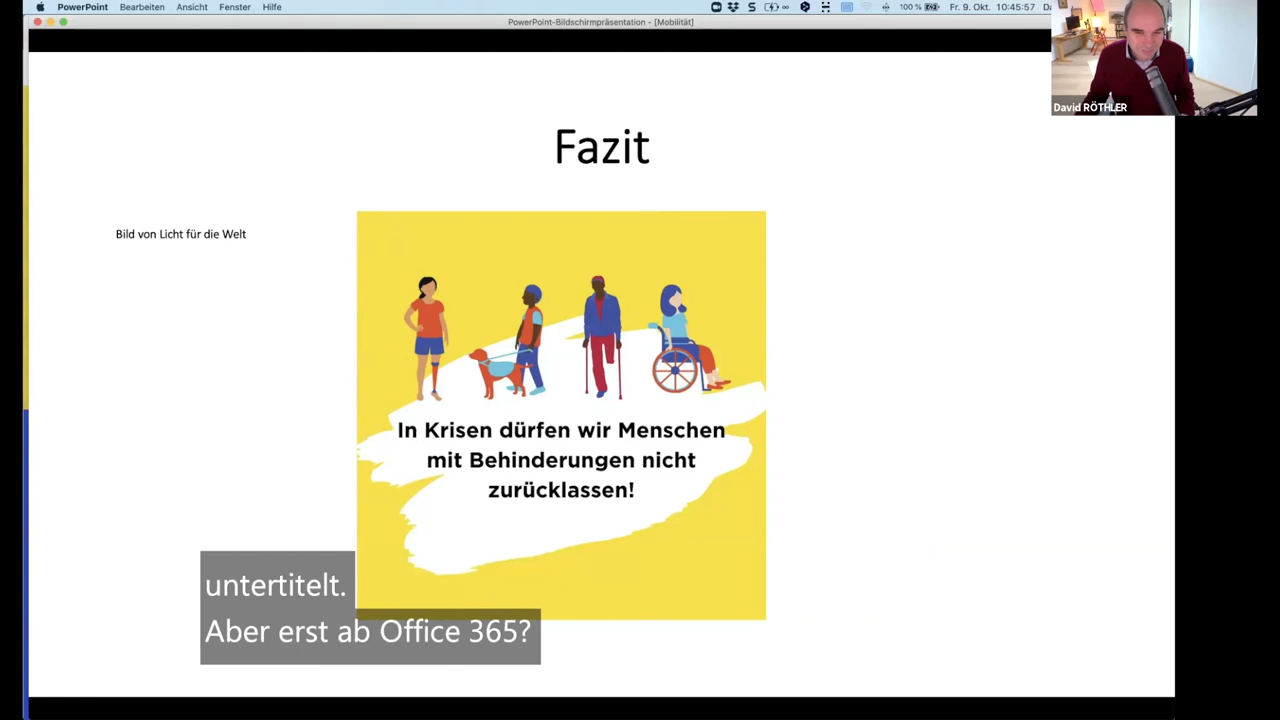 PowerPoint Bearbeiten Ansicht Fenster Hilfe
100 % Fr. 9. Okt. 10:45:57
PowerPoint-Bildschirmpräsentation - [Mobilität]
David RÖTHLER
Fazit
Bild von Licht für die Welt
In Krisen dürfen wir Menschen
mit Behinderungen nicht
zurücklassen!
untertitelt.
Aber erst ab Office 365?